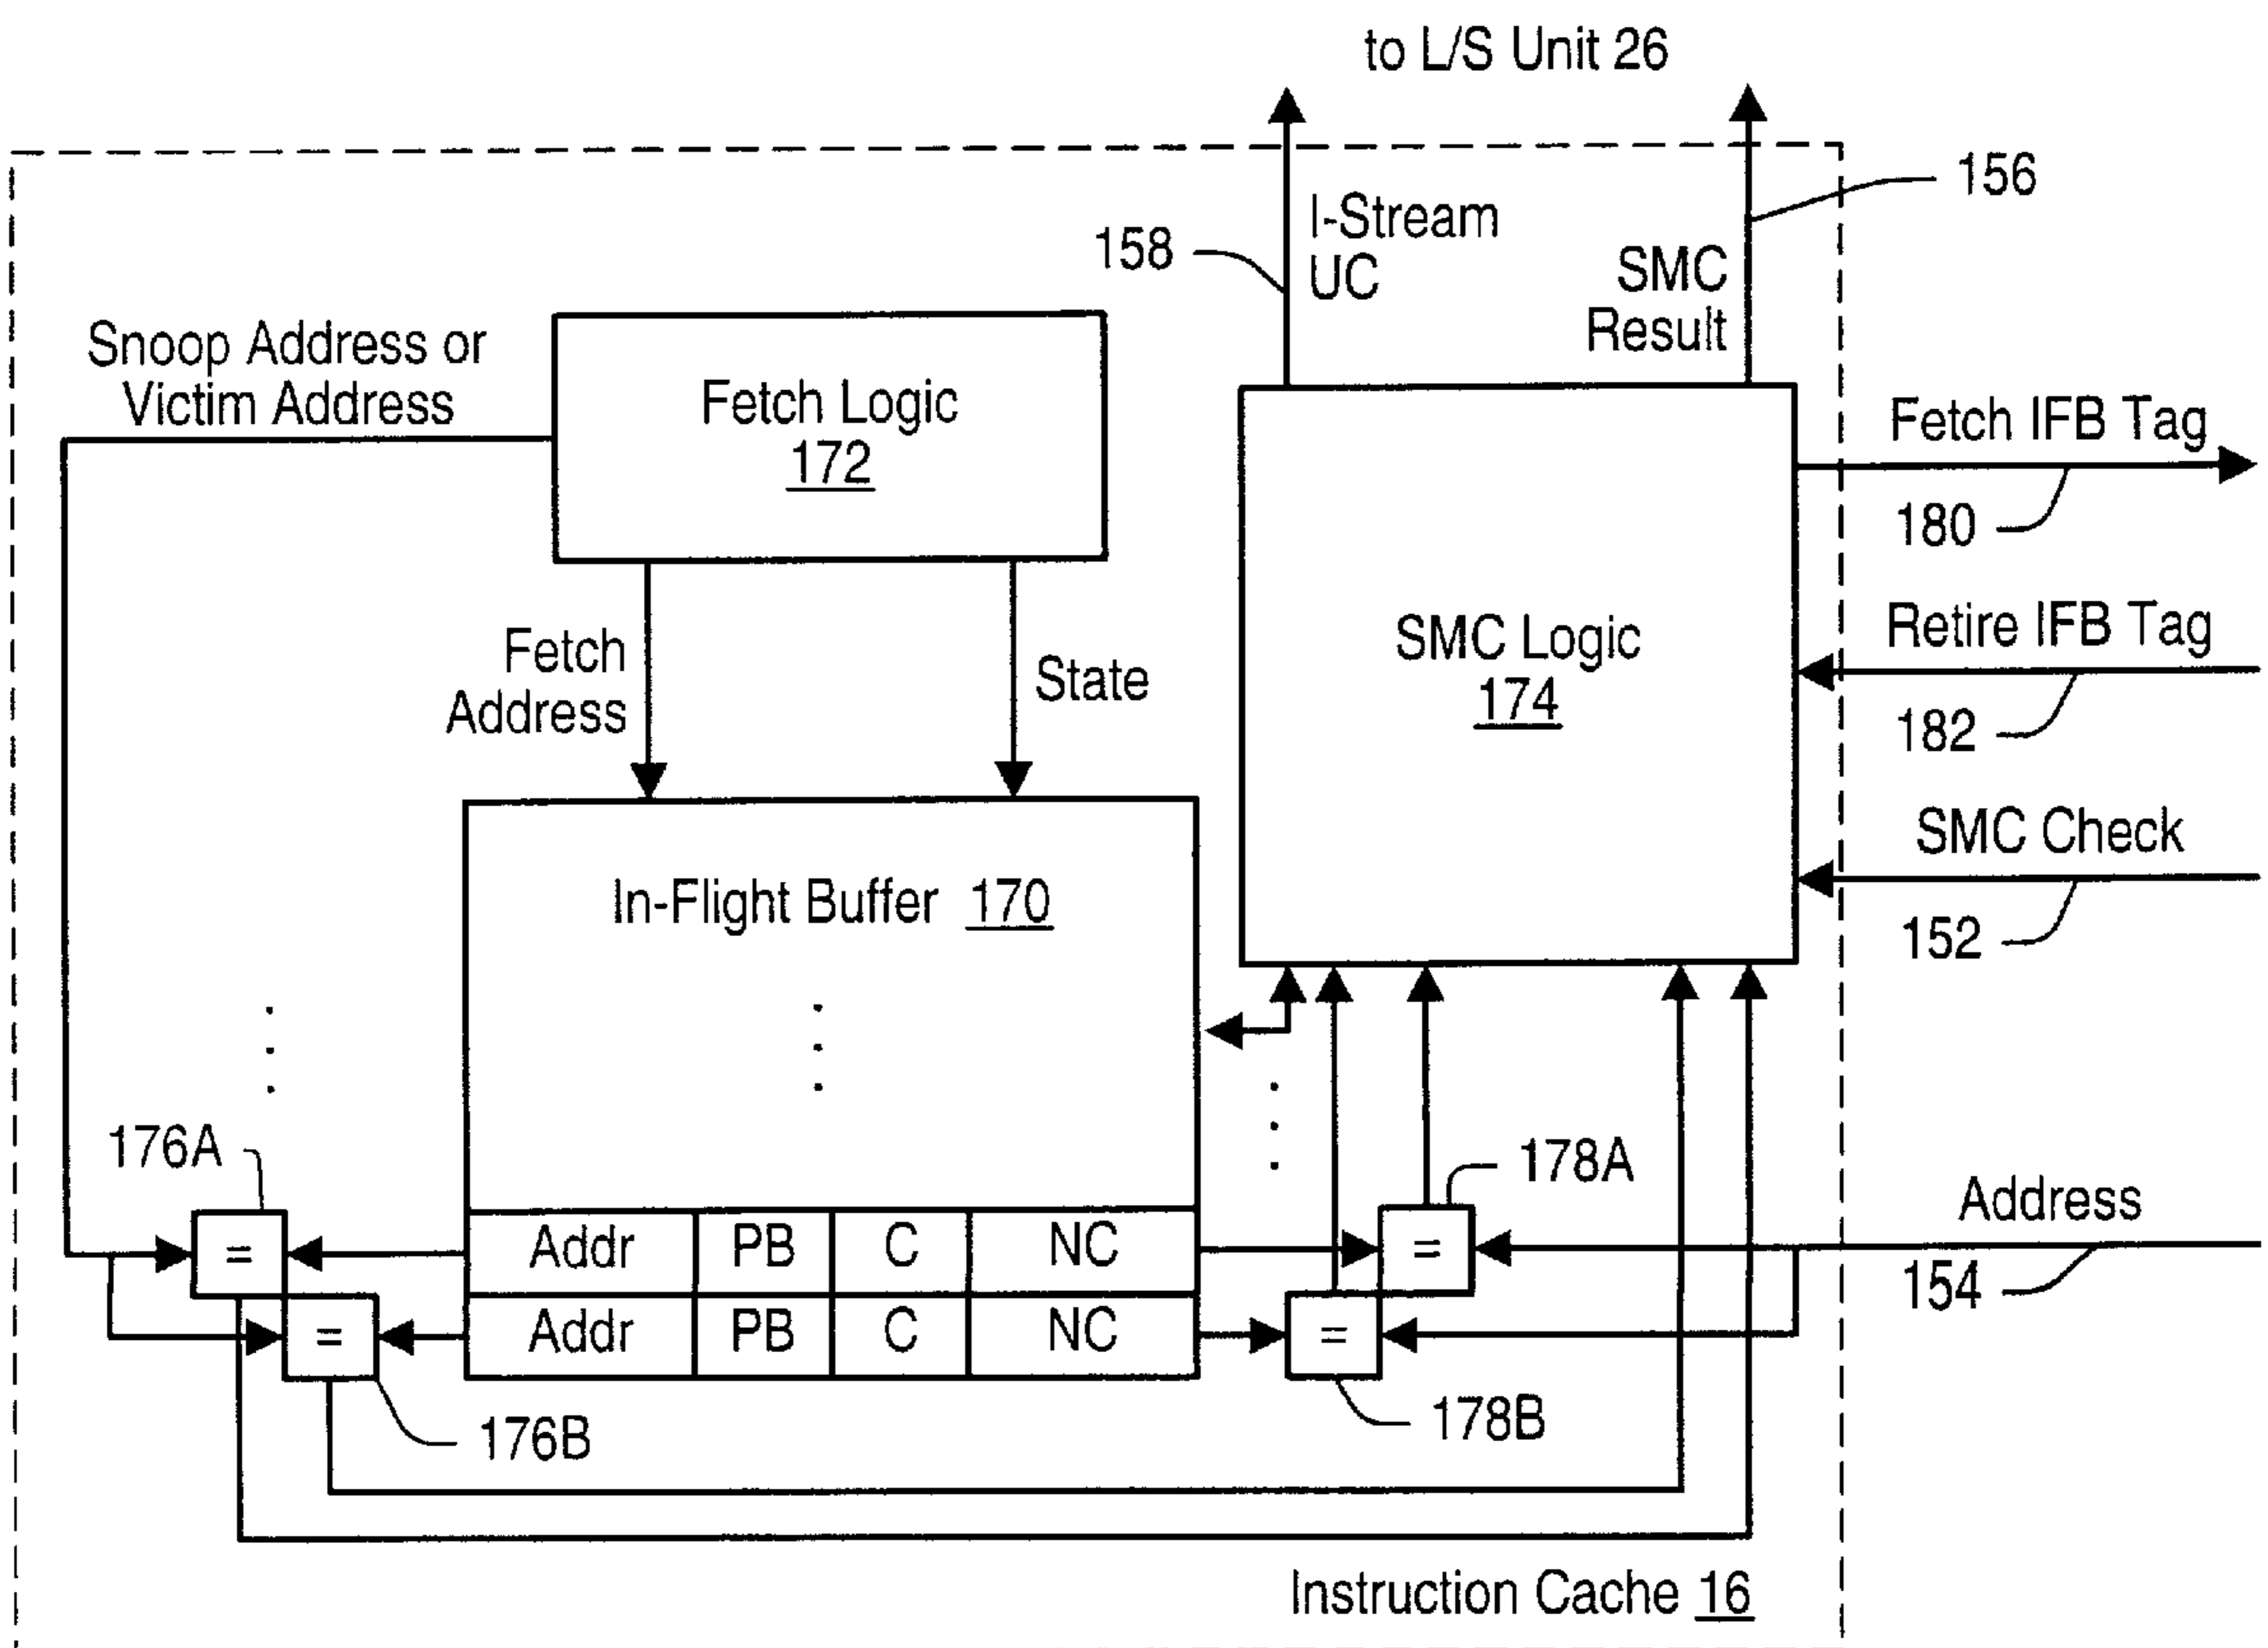 to L/S Unit 26
156
I-Stream
UC
158
SMC
Result
Snoop Address or
Victim Address
Fetch Logic
172
Fetch IFB Tag
180
Fetch
Address
State
SMC Logic
174
Retire IFB Tag
182
SMC Check
152
In-Flight Buffer 170
176A
178A
Address
154
=
Addr PB C NC
=
=
Addr PB C NC
=
176B
178B
Instruction Cache 16